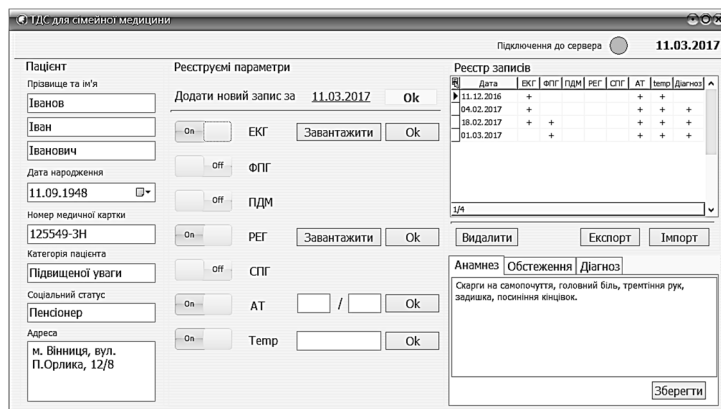 ТДС для сімейної медицини
Підключення до сервера 11.03.2017
Пацієнт
Прізвище та ім'я
Іванов
Іван
Іванович
Дата народження
11.09.1948
Номер медичної картки
125549-ЗН
Категорія пацієнта
Підвищеної уваги
Соціальний статус
Пенсіонер
Адреса
м. Вінниця, вул.
П.Орлика, 12/8
Реєструємі параметри
Додати новий запис за 11.03.2017 Ok
On ЕКГ Завантажити Ok
Off ФПГ
Off ПДМ
On РЕГ Завантажити Ok
Off СПГ
On АТ / Ok
On Temp Ok
Реєстр записів
Дата ЕКГ ФПГ ПДМ РЕГ СПГ АТ temp Діагноз
11.12.2016 + + +
04.02.2017 + + + +
18.02.2017 + + + + +
01.03.2017 + + + +
1/4
Видалити Експорт Імпорт
Анамнез Обстеження Діагноз
Скарги на самопочуття, головний біль, тремтіння рук,
задишка, посиніння кінцівок.
Зберегти